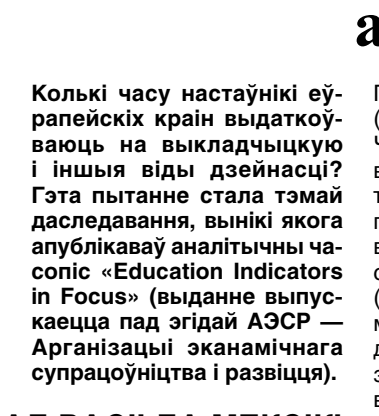 Колькі часу настаўнікі еў-
рапейскіх краін выдаткоў-
ваюць на выкладчыцкую
і іншыя віды дзейнасці?
Гэта пытанне стала тэмай
даследавання, вынікі якога
апублікаваў аналітычны ча-
сопіс «Education Indicators
in Focus» (выданне выпус-
каецца пад эгідай АЭСР —
Арганізацыі эканамічнага
супрацоўніцтва і развіцця).